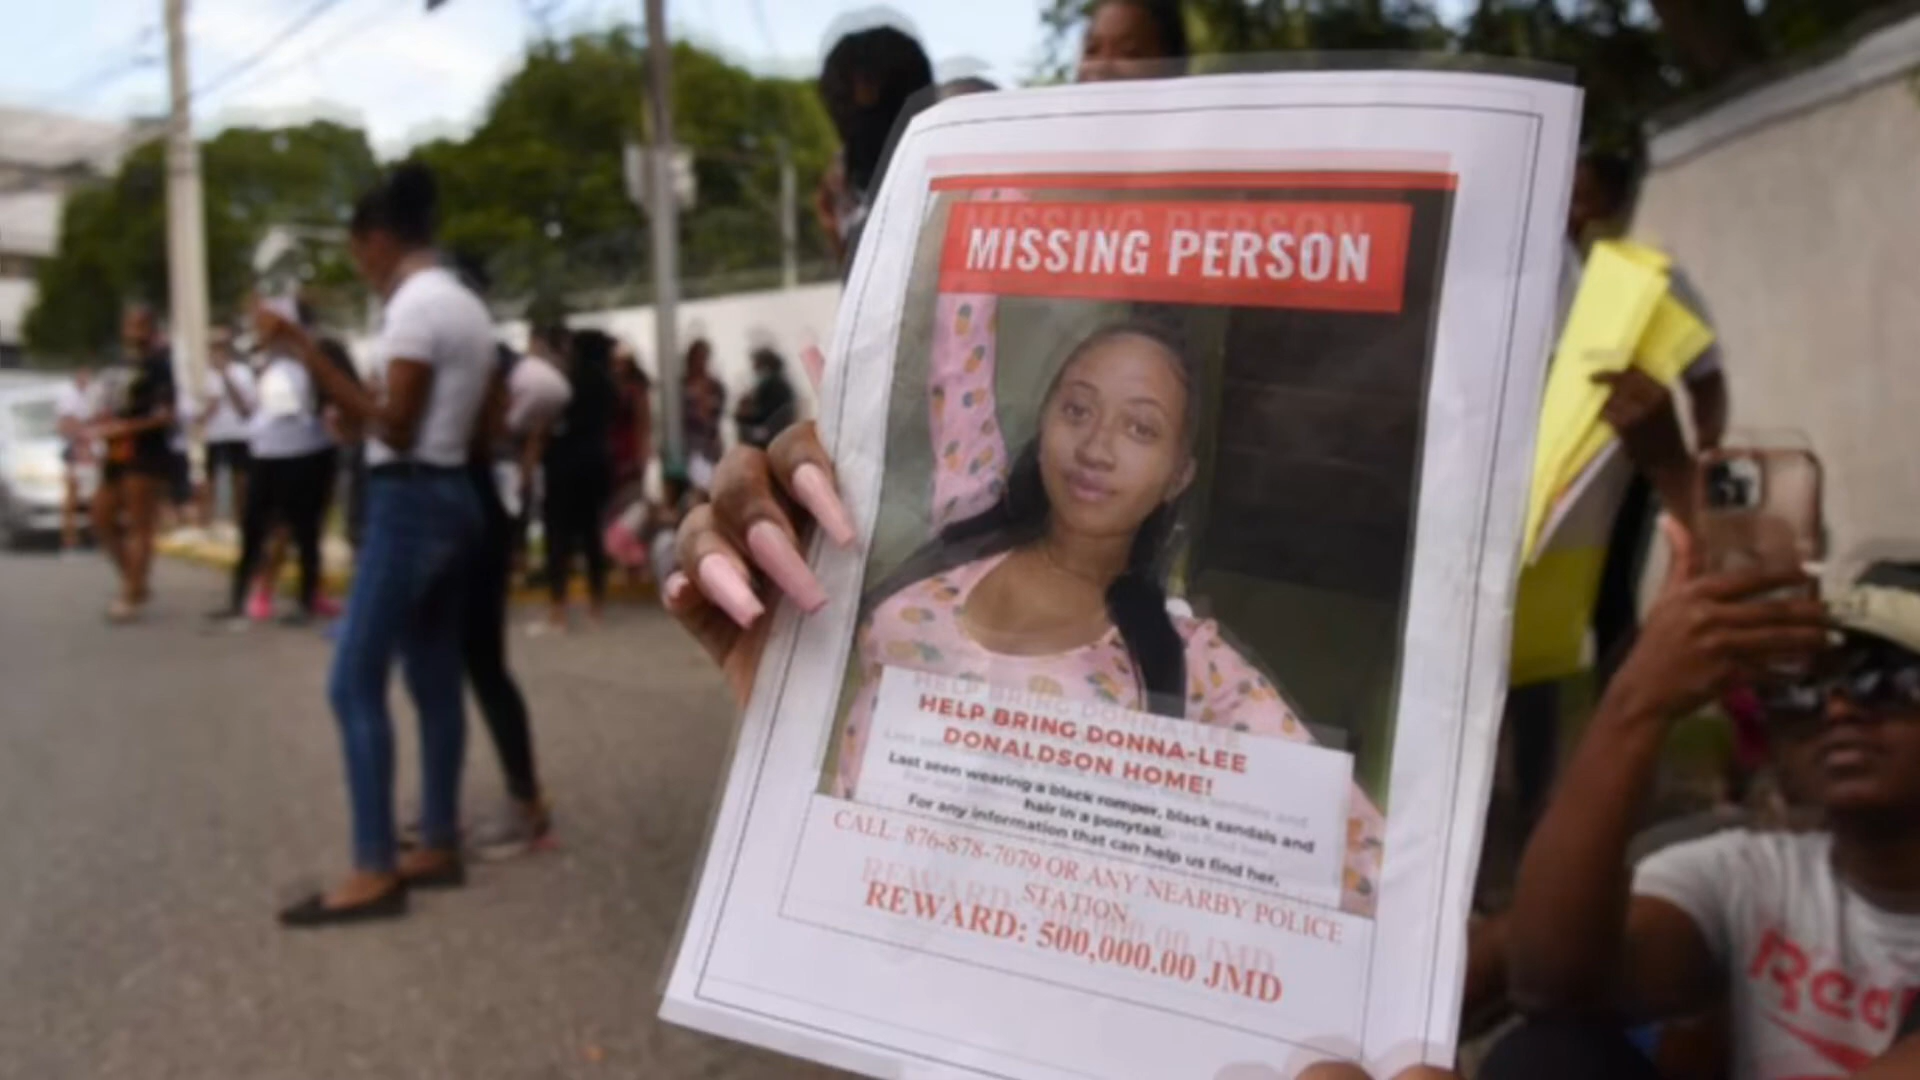 MISSING PERSON
HELP BRING DONNA-LEE
DONALDSON HOME!
Last seen wearing a black romper, black sandals and
hair in a ponytail.
For any information that can help us find her,
CALL: 876-878-7079 OR ANY NEARBY POLICE
STATION
REWARD: 500,000.00 JMD